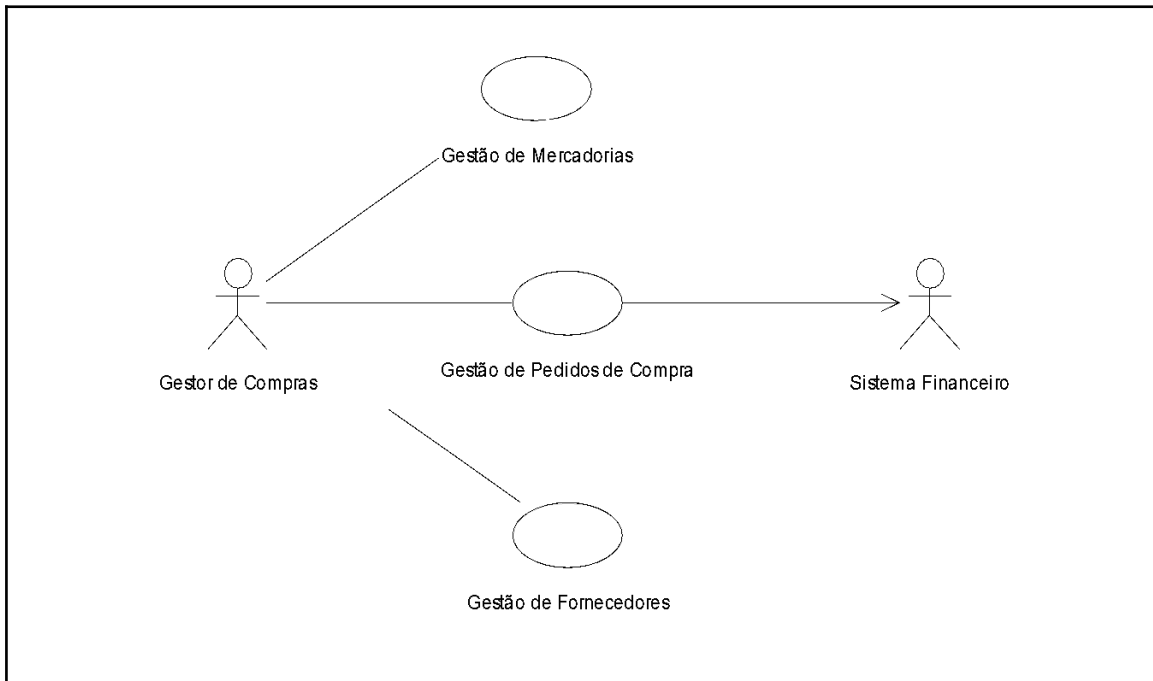 Gestão de Mercadorias
Gestor de Compras
Gestão de Pedidos de Compra
Sistema Financeiro
Gestão de Fornecedores